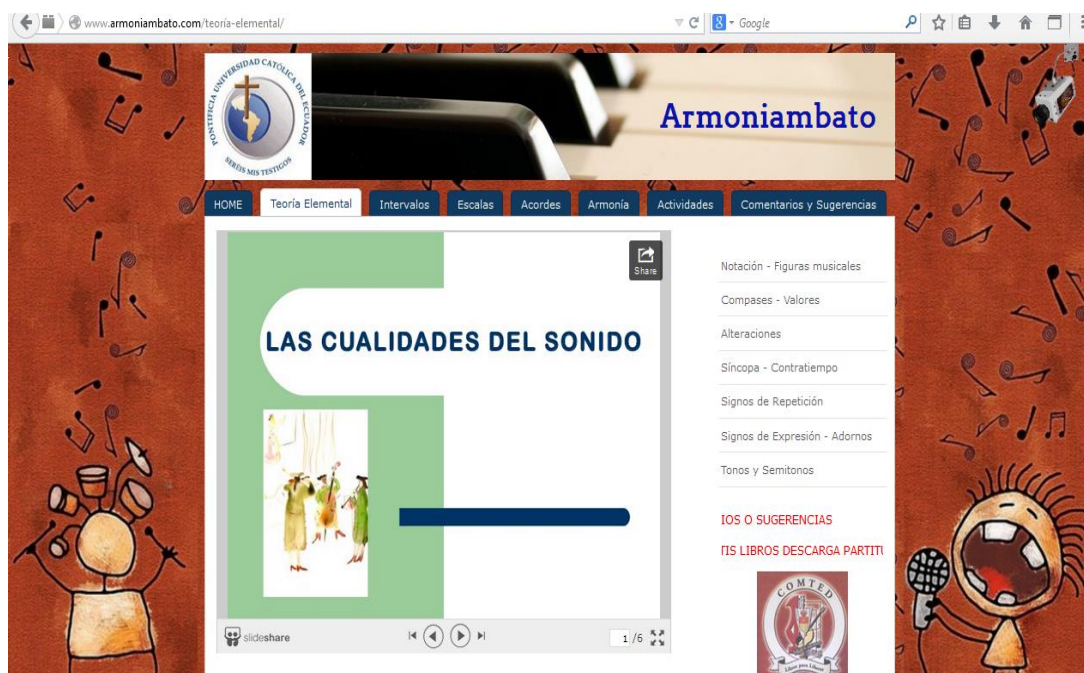 www.armoniambato.com/teoría-elemental/
Google
PONTIFICIA UNIVERSIDAD CATÓLICA DEL ECUADOR
SERÉIS MIS TESTIGOS
Armoniambato
HOME Teoría Elemental Intervalos Escalas Acordes Armonía Actividades Comentarios y Sugerencias
Share
LAS CUALIDADES DEL SONIDO
slideshare
1 /6
Notación - Figuras musicales
Compases - Valores
Alteraciones
Síncopa - Contratiempo
Signos de Repetición
Signos de Expresión - Adornos
Tonos y Semitonos
IOS O SUGERENCIAS
TIS LIBROS DESCARGA PARTITU
COMTED